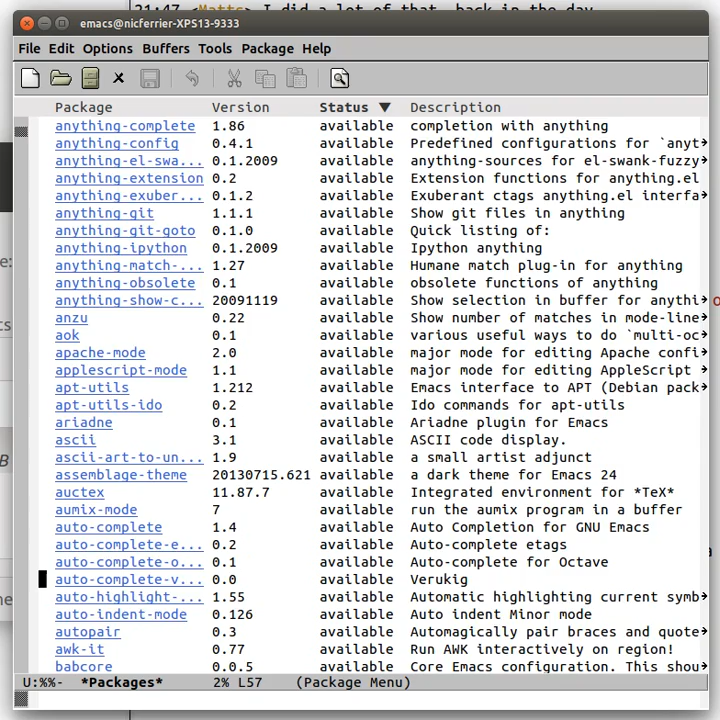 21:47 <Matts> I did a lot of that, back in the day
emacs@nicferrier-XPS13-9333
File Edit Options Buffers Tools Package Help
Package Version Status ▼ Description
anything-complete 1.86 available completion with anything
anything-config 0.4.1 available Predefined configurations for `anyt
anything-el-swa... 0.1.2009 available anything-sources for el-swank-fuzzy
anything-extension 0.2 available Extension functions for anything.el
anything-exuber... 0.1.2 available Exuberant ctags anything.el interfa
anything-git 1.1.1 available Show git files in anything
anything-git-goto 0.1.0 available Quick listing of:
anything-ipython 0.1.2009 available Ipython anything
anything-match-... 1.27 available Humane match plug-in for anything
anything-obsolete 0.1 available obsolete functions of anything
anything-show-c... 20091119 available Show selection in buffer for anythi
anzu 0.22 available Show number of matches in mode-line
aok 0.1 available various useful ways to do `multi-oc
apache-mode 2.0 available major mode for editing Apache confi
applescript-mode 1.1 available major mode for editing AppleScript
apt-utils 1.212 available Emacs interface to APT (Debian pack
apt-utils-ido 0.2 available Ido commands for apt-utils
ariadne 0.1 available Ariadne plugin for Emacs
ascii 3.1 available ASCII code display.
ascii-art-to-un... 1.9 available a small artist adjunct
assemblage-theme 20130715.621 available a dark theme for Emacs 24
auctex 11.87.7 available Integrated environment for *TeX*
aumix-mode 7 available run the aumix program in a buffer
auto-complete 1.4 available Auto Completion for GNU Emacs
auto-complete-e... 0.2 available Auto-complete etags
auto-complete-o... 0.1 available Auto-complete for Octave
auto-complete-v... 0.0 available Verukig
auto-highlight-... 1.55 available Automatic highlighting current symb
auto-indent-mode 0.126 available Auto indent Minor mode
autopair 0.3 available Automagically pair braces and quote
awk-it 0.77 available Run AWK interactively on region!
babcore 0.0.5 available Core Emacs configuration. This shou
U:%%- *Packages* 2% L57 (Package Menu)